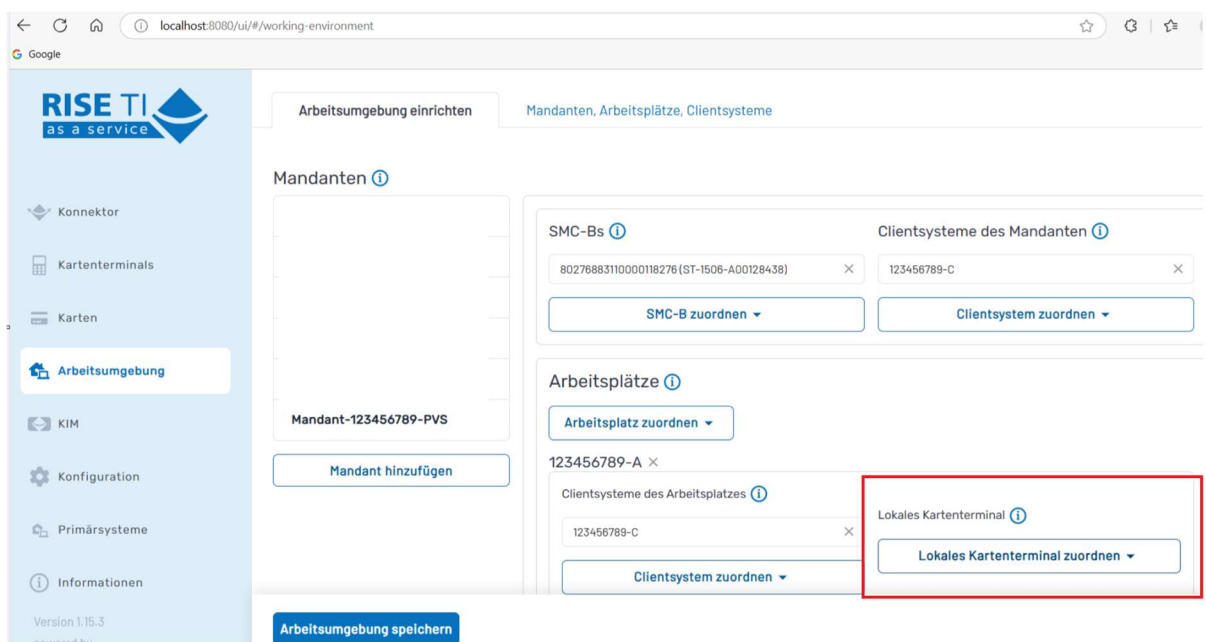 localhost:8080/ui/#/working-environment
Google
RISE TI
as a service
Arbeitsumgebung einrichten
Mandanten, Arbeitsplätze, Clientsysteme
Konnektor
Kartenterminals
Karten
Arbeitsumgebung
KIM
Konfiguration
Primärsysteme
Informationen
Version 1.15.3
Mandanten
Mandant-123456789-PVS
Mandant hinzufügen
SMC-Bs
80276883110000118276 (ST-1506-A00128438)
SMC-B zuordnen
Clientsysteme des Mandanten
123456789-C
Clientsystem zuordnen
Arbeitsplätze
Arbeitsplatz zuordnen
123456789-A
Clientsysteme des Arbeitsplatzes
123456789-C
Clientsystem zuordnen
Lokales Kartenterminal
Lokales Kartenterminal zuordnen
Arbeitsumgebung speichern